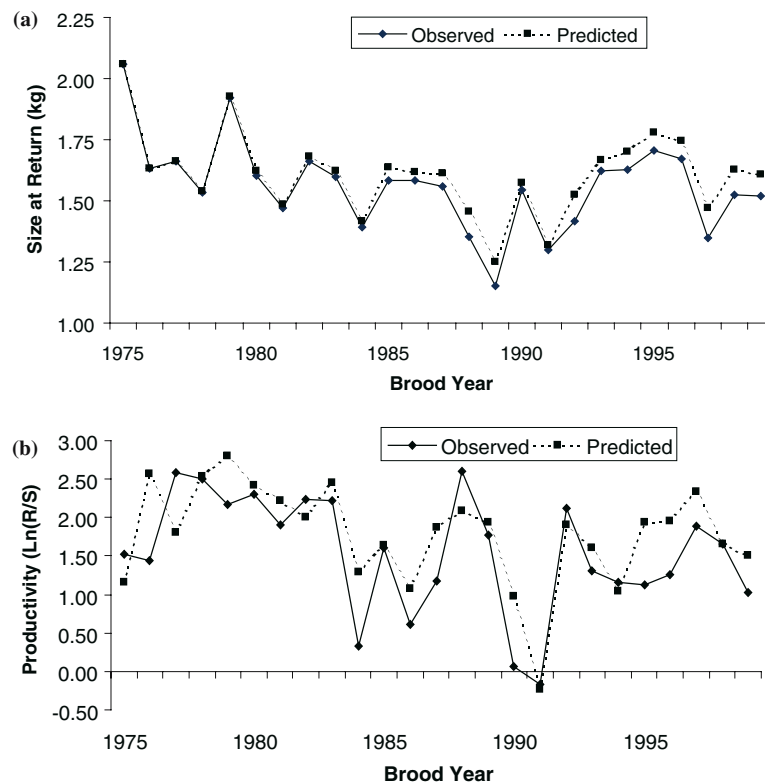 (a)
2.25
Observed
Predicted
2.00
1.75
1.50
1.25
1.00
Size at Return (kg)
1975
1980
1985
1990
1995
Brood Year
(b)
3.00
Observed
Predicted
2.50
2.00
1.50
1.00
0.50
0.00
-0.50
Productivity (Ln(R/S)
1975
1980
1985
1990
1995
Brood Year